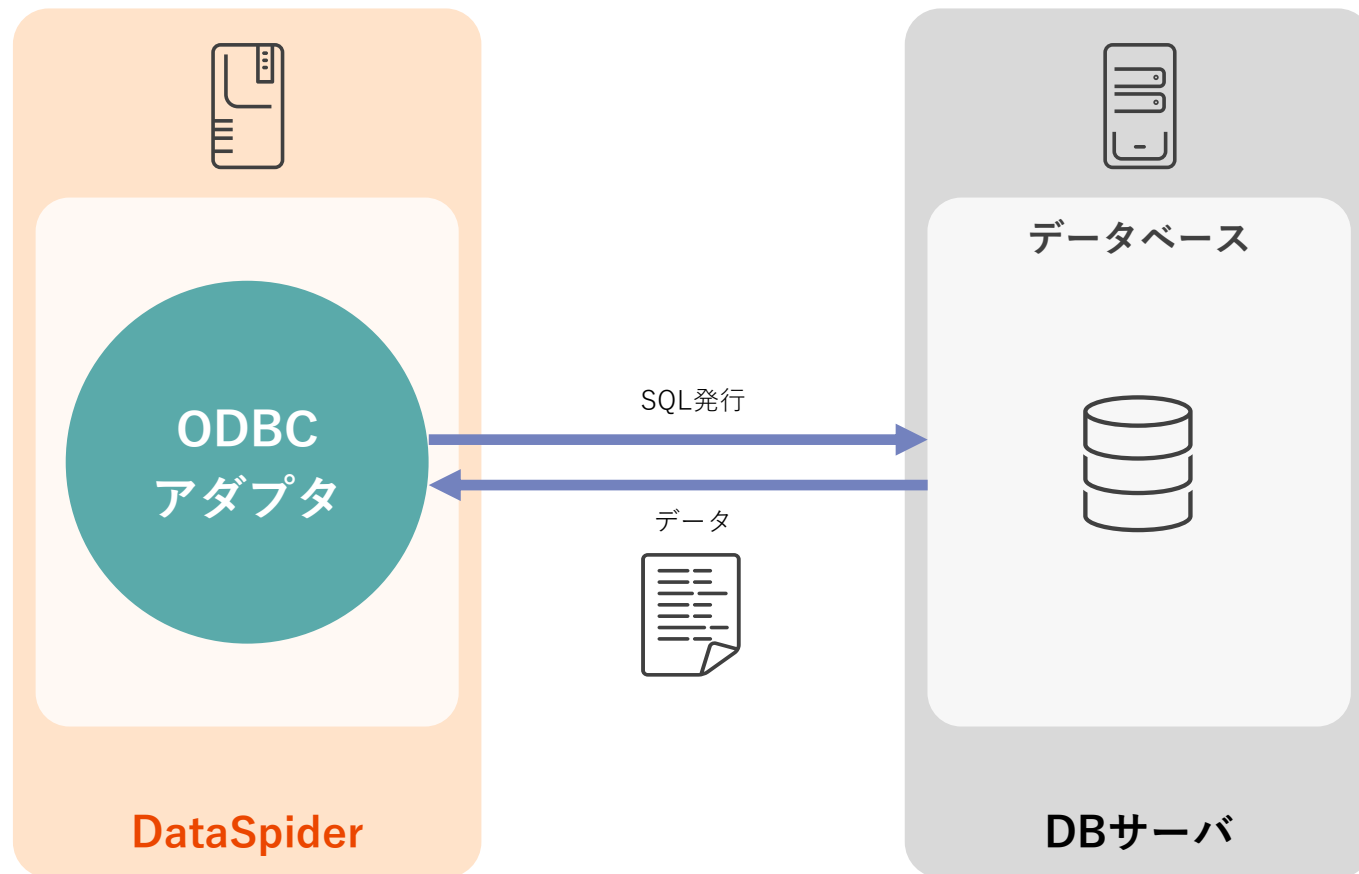 データベース
ODBC
アダプタ
SQL発行
データ
DataSpider
DBサーバ